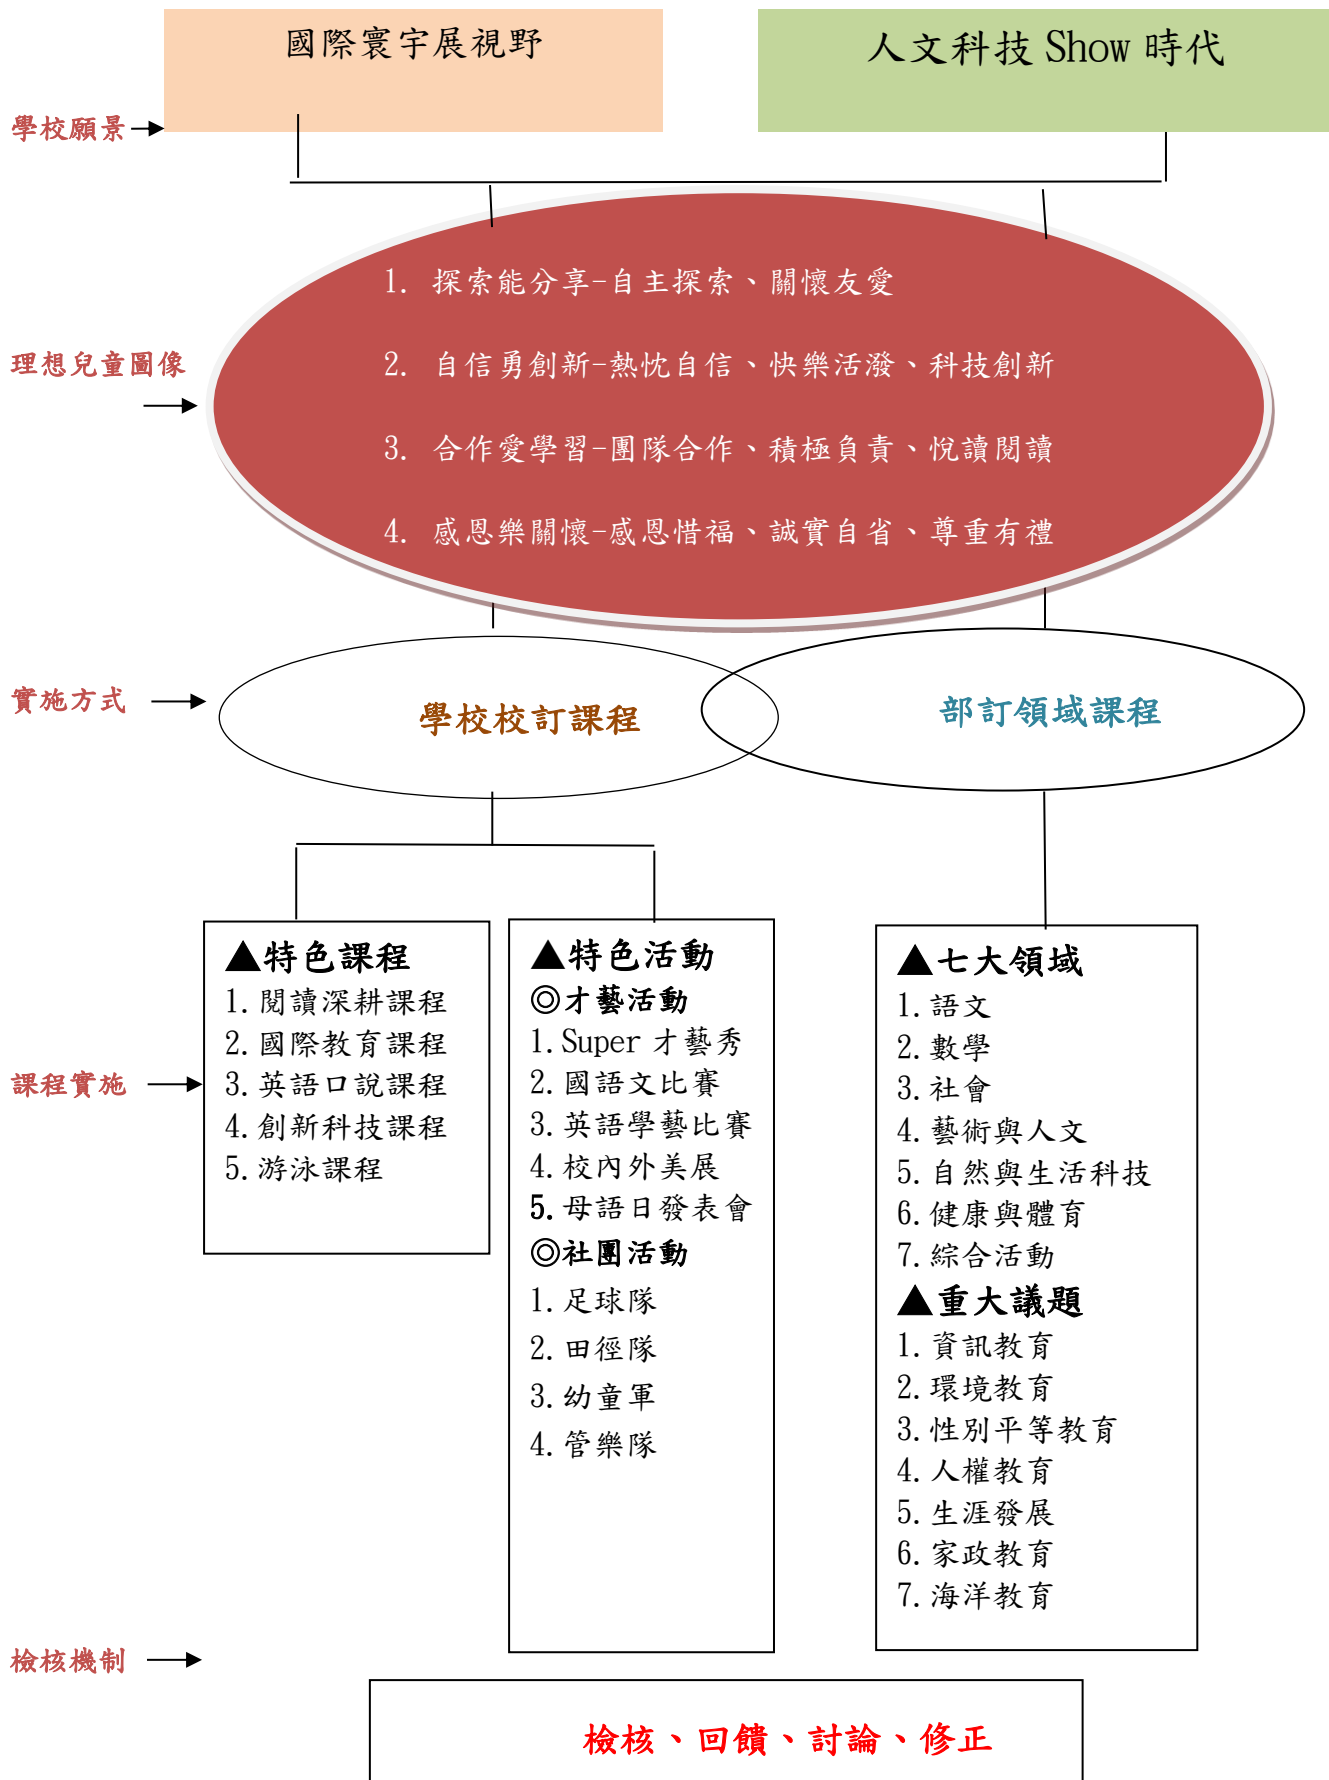 國際寰宇展視野
人文科技 Show 時代
學校願景
1. 探索能分享-自主探索、關懷友愛
理想兒童圖像
2. 自信勇創新-熱忱自信、快樂活潑、科技創新
3. 合作愛學習-團隊合作、積極負責、悅讀閱讀
4. 感恩樂關懷-感恩惜福、誠實自省、尊重有禮
實施方式
學校校訂課程
部訂領域課程
課程實施
▲特色課程
1.閱讀深耕課程
2.國際教育課程
3.英語口說課程
4.創新科技課程
5.游泳課程
▲特色活動
◎才藝活動
1.Super 才藝秀
2.國語文比賽
3.英語學藝比賽
4.校內外美展
5.母語日發表會
◎社團活動
1.足球隊
2.田徑隊
3.幼童軍
4.管樂隊
▲七大領域
1.語文
2.數學
3.社會
4.藝術與人文
5.自然與生活科技
6.健康與體育
7.綜合活動
▲重大議題
1.資訊教育
2.環境教育
3.性別平等教育
4.人權教育
5.生涯發展
6.家政教育
7.海洋教育
檢核機制
檢核、回饋、討論、修正